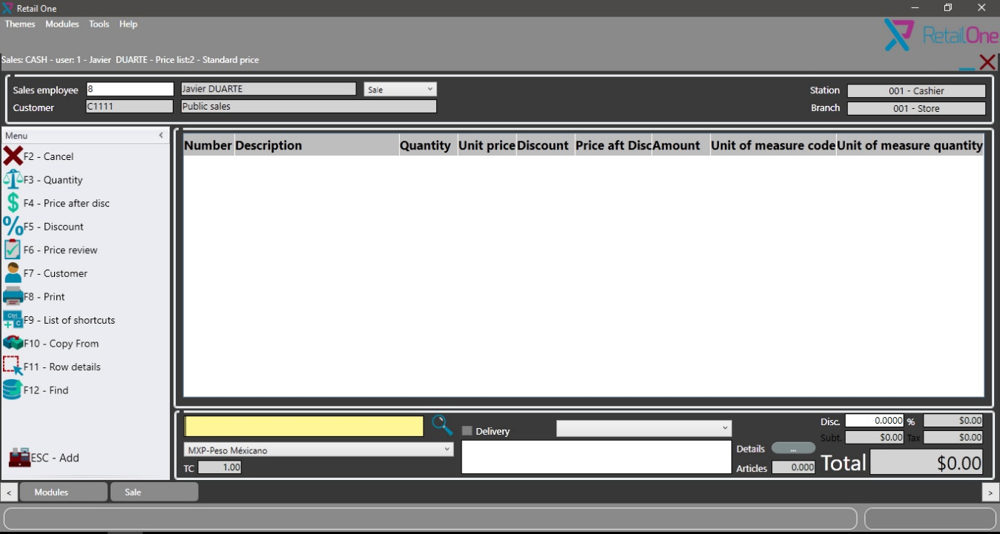 Retail One
Themes Modules Tools Help
RetailOne
Sales: CASH - user: 1 - Javier DUARTE - Price list:2 - Standard price
Sales employee 8 Javier DUARTE Sale Station 001 - Cashier
Customer C1111 Public sales Branch 001 - Store
Menu <
Number Description Quantity Unit price Discount Price aft Disc Amount Unit of measure code Unit of measure quantity
F2 - Cancel
F3 - Quantity
F4 - Price after disc
F5 - Discount
F6 - Price review
F7 - Customer
F8 - Print
Ctrl + C F9 - List of shortcuts
F10 - Copy From
F11 - Row details
F12 - Find
ESC - Add
Delivery
Disc. 0.0000 % $0.00
Subt. $0.00 Tax $0.00
MXP-Peso Méxicano
Details ...
TC 1.00
Articles 0.000 Total $0.00
< Modules Sale >